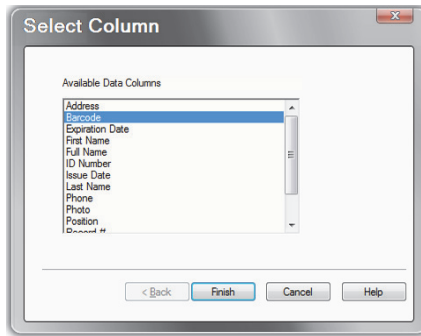 Select Column
Available Data Columns
Address
Barcode
Expiration Date
First Name
Full Name
ID Number
Issue Date
Last Name
Phone
Photo
Position
Record #
< Back Finish Cancel Help